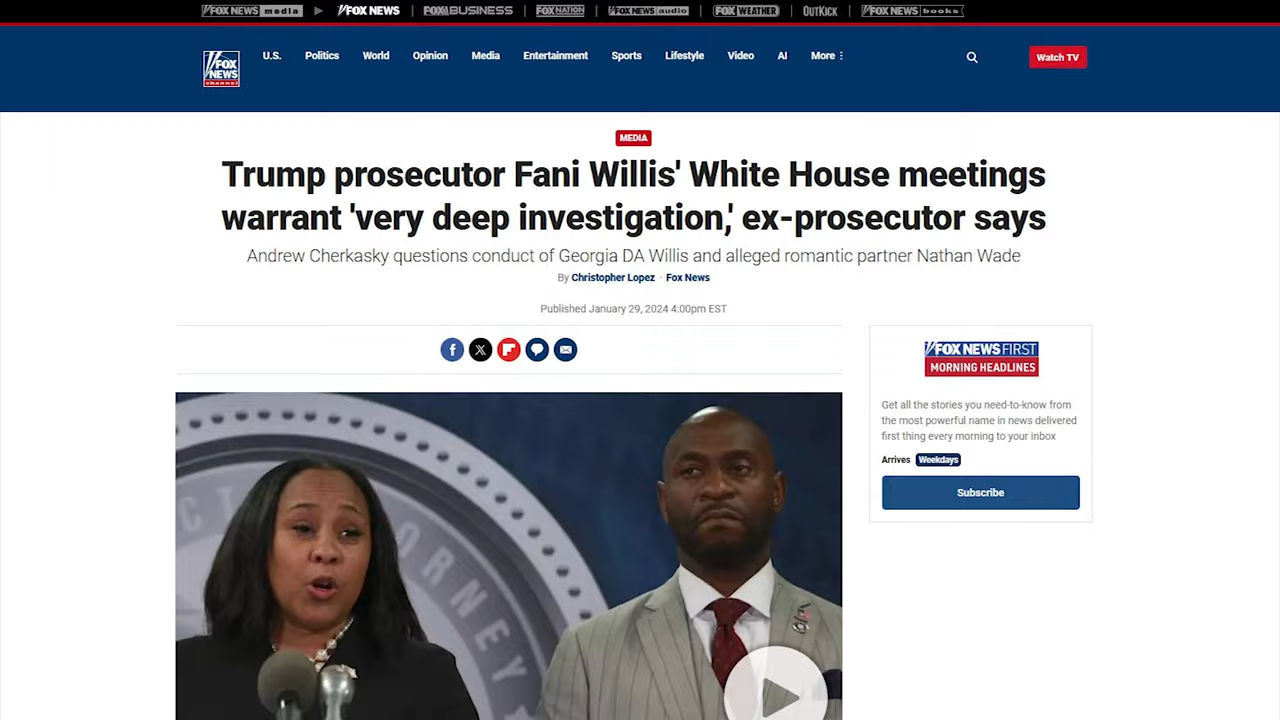 FOX NEWS media
FOX NEWS
FOX BUSINESS
FOX NATION
FOX NEWS audio
FOX WEATHER
OUTKICK
FOX NEWS books
FOX
NEWS
channel
U.S. Politics World Opinion Media Entertainment Sports Lifestyle Video AI More
Watch TV
MEDIA
Trump prosecutor Fani Willis' White House meetings
warrant 'very deep investigation,' ex-prosecutor says
Andrew Cherkasky questions conduct of Georgia DA Willis and alleged romantic partner Nathan Wade
By Christopher Lopez · Fox News
Published January 29, 2024 4:00pm EST
FOX NEWS FIRST
MORNING HEADLINES
Get all the stories you need-to-know from
the most powerful name in news delivered
first thing every morning to your inbox
Arrives Weekdays
Subscribe
CT
TTORNEY